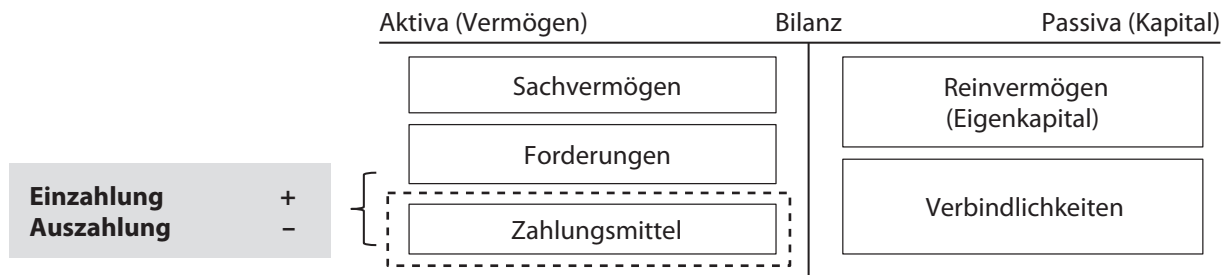 Aktiva (Vermögen) Bilanz Passiva (Kapital)
Sachvermögen
Forderungen
Zahlungsmittel
Reinvermögen
(Eigenkapital)
Verbindlichkeiten
Einzahlung +
Auszahlung –